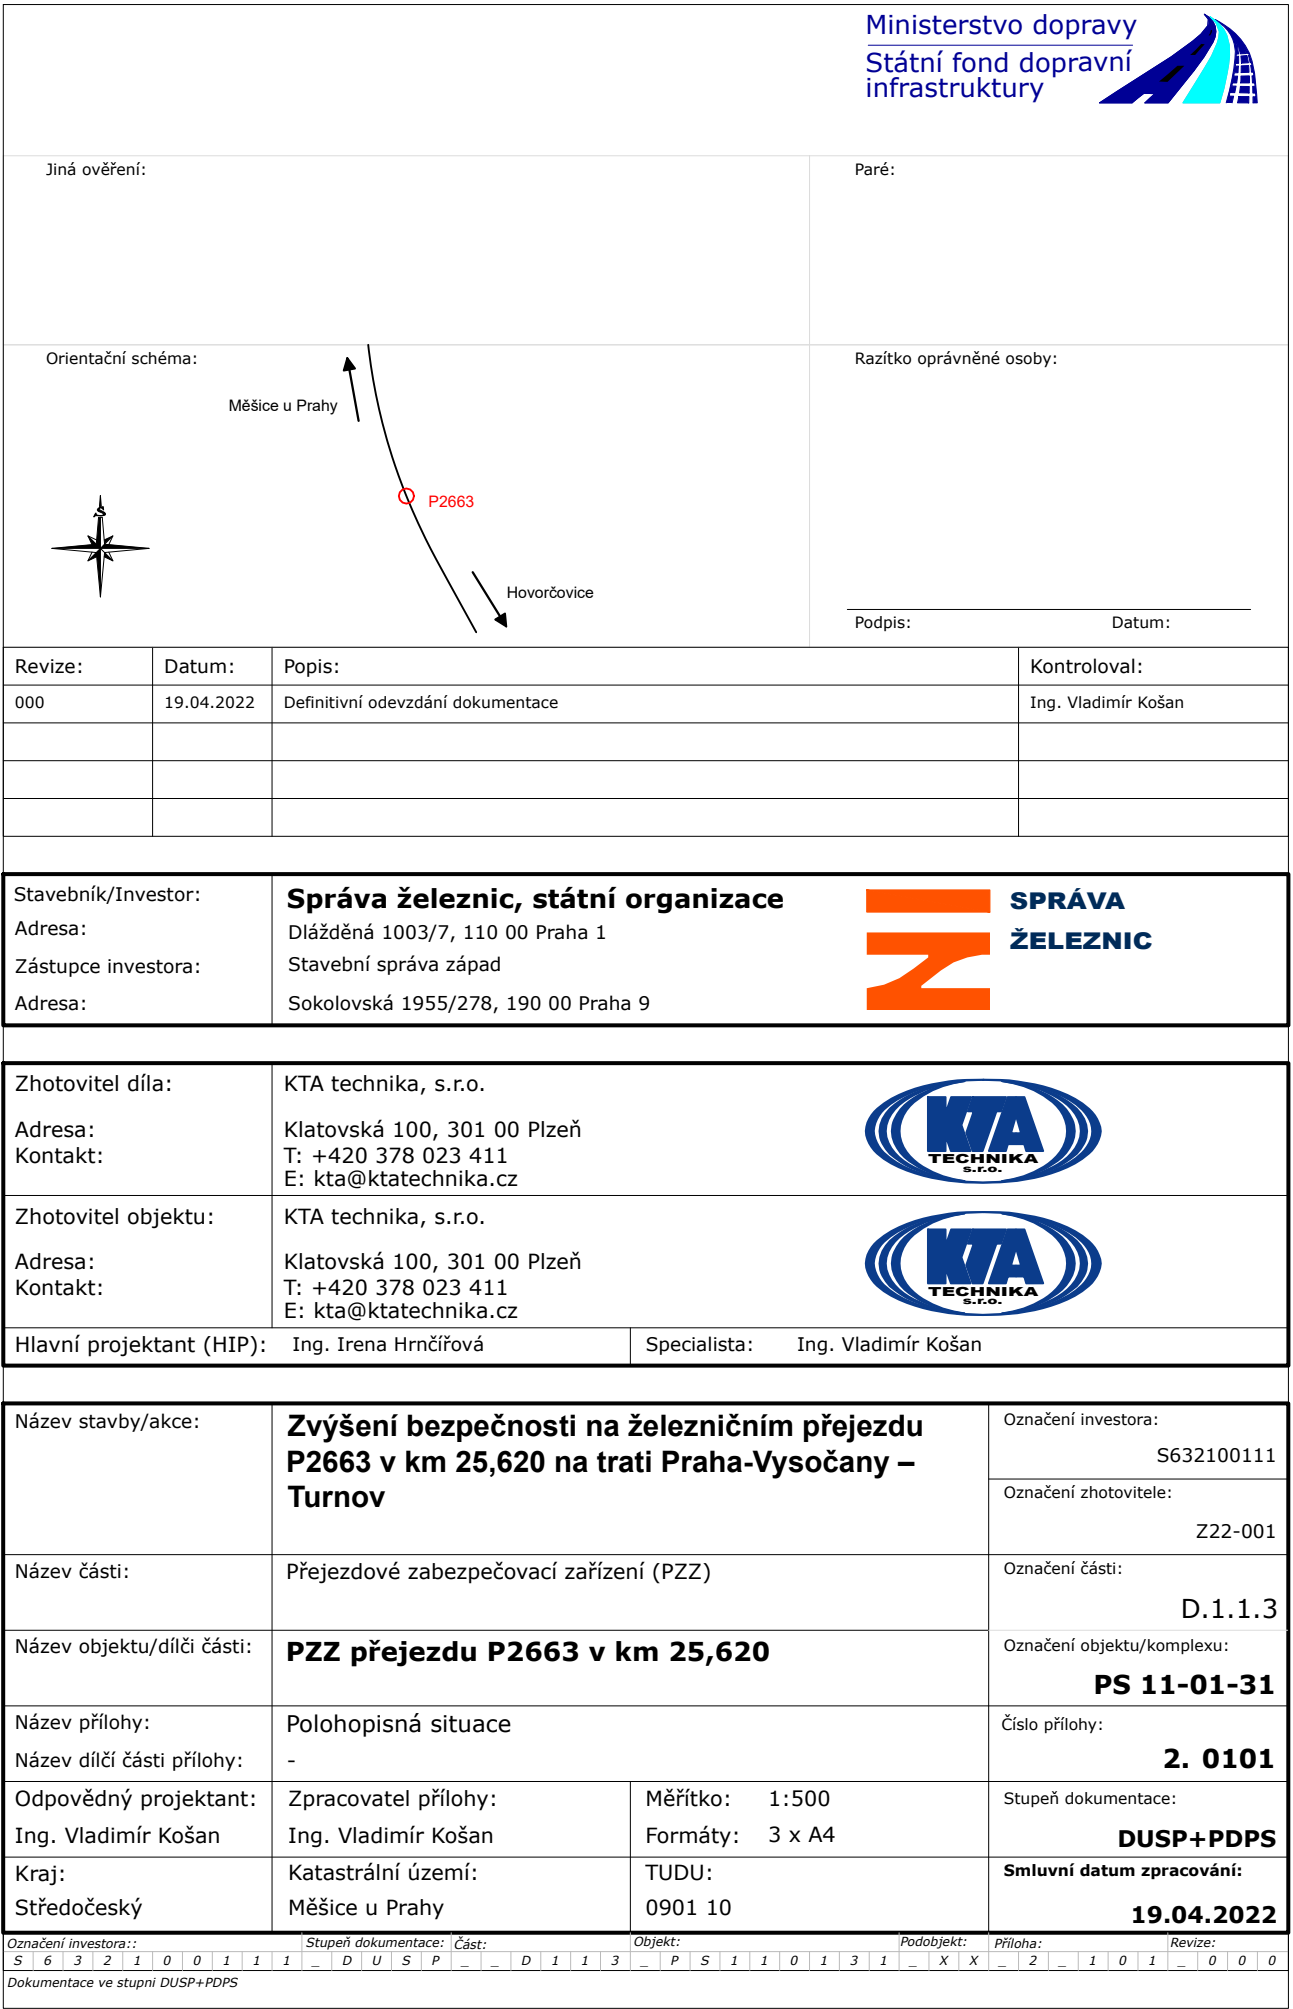 Ministerstvo dopravy
Státní fond dopravní
infrastruktury
Jiná ověření:
Paré:
Orientační schéma:
Razítko oprávněné osoby:
Měšice u Prahy
P2663
S
Hovorčovice
Podpis: Datum:
Revize: Datum: Popis: Kontroloval:
000 19.04.2022 Definitivní odevzdání dokumentace Ing. Vladimír Košan
Stavebník/Investor: Správa železnic, státní organizace
Adresa: Dlážděná 1003/7, 110 00 Praha 1
Zástupce investora: Stavební správa západ
Adresa: Sokolovská 1955/278, 190 00 Praha 9
SPRÁVA
ŽELEZNIC
Zhotovitel díla: KTA technika, s.r.o.
Adresa: Klatovská 100, 301 00 Plzeň
Kontakt: T: +420 378 023 411
E: kta@ktatechnika.cz
KTA
TECHNIKA
s.r.o.
Zhotovitel objektu: KTA technika, s.r.o.
Adresa: Klatovská 100, 301 00 Plzeň
Kontakt: T: +420 378 023 411
E: kta@ktatechnika.cz
KTA
TECHNIKA
s.r.o.
Hlavní projektant (HIP): Ing. Irena Hrnčířová Specialista: Ing. Vladimír Košan
Název stavby/akce: Zvýšení bezpečnosti na železničním přejezdu
P2663 v km 25,620 na trati Praha-Vysočany –
Turnov
Označení investora:
S632100111
Označení zhotovitele:
Z22-001
Název části: Přejezdové zabezpečovací zařízení (PZZ)
Označení části:
D.1.1.3
Název objektu/dílči části: PZZ přejezdu P2663 v km 25,620
Označení objektu/komplexu:
PS 11-01-31
Název přílohy: Polohopisná situace
Název dílčí části přílohy: -
Číslo přílohy:
2. 0101
Odpovědný projektant: Zpracovatel přílohy: Měřítko: 1:500
Ing. Vladimír Košan Ing. Vladimír Košan Formáty: 3 x A4
Stupeň dokumentace:
DUSP+PDPS
Kraj: Katastrální území: TUDU:
Středočeský Měšice u Prahy 0901 10
Smluvní datum zpracování:
19.04.2022
Označení investora:: Stupeň dokumentace: Část: Objekt: Podobjekt: Příloha: Revize:
S 6 3 2 1 0 0 1 1 1 _ D U S P _ _ D 1 1 3 _ P S 1 1 0 1 3 1 _ X X _ 2 _ 1 0 1 _ 0 0 0
Dokumentace ve stupni DUSP+PDPS